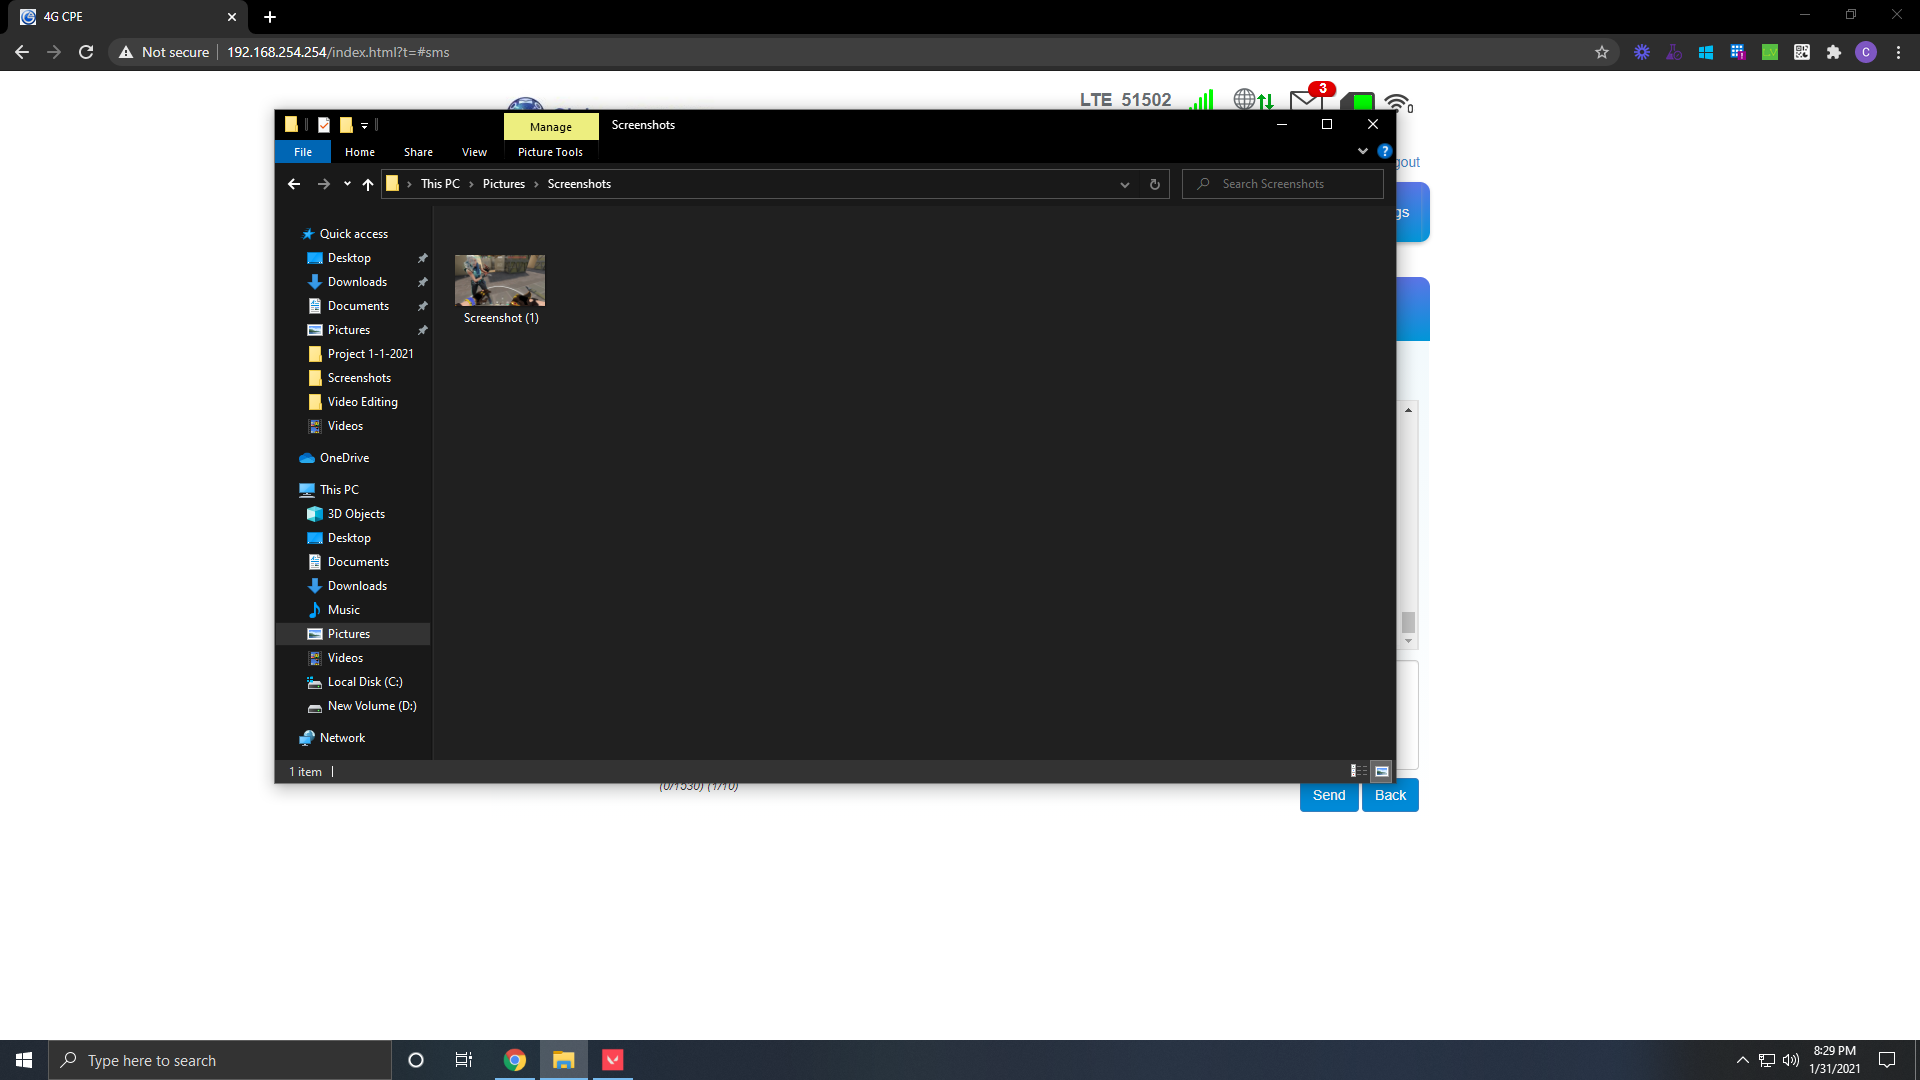 4G CPE
Not secure 192.168.254.254/index.html?t=#sms
C
LTE 51502
3
0
Manage
Screenshots
File Home Share View Picture Tools
out
This PC Pictures Screenshots
Search Screenshots
gs
Quick access
Desktop
Downloads
Documents
Pictures
Project 1-1-2021
Screenshots
Video Editing
Videos
OneDrive
This PC
3D Objects
Desktop
Documents
Downloads
Music
Pictures
Videos
Local Disk (C:)
New Volume (D:)
Network
Screenshot (1)
1 item
(0/1530) (1/10)
Send Back
Type here to search
8:29 PM
1/31/2021